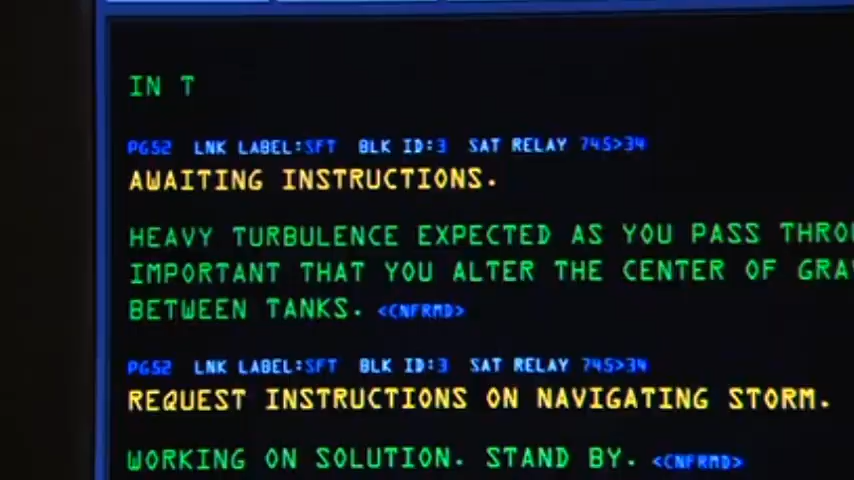 IN T
PG52 LNK LABEL:SFT BLK ID:3 SAT RELAY 745>34
AWAITING INSTRUCTIONS.
HEAVY TURBULENCE EXPECTED AS YOU PASS THRO
IMPORTANT THAT YOU ALTER THE CENTER OF GRA
BETWEEN TANKS. <CNFRMD>
PG52 LNK LABEL:SFT BLK ID:3 SAT RELAY 745>34
REQUEST INSTRUCTIONS ON NAVIGATING STORM.
WORKING ON SOLUTION. STAND BY. <CNFRMD>